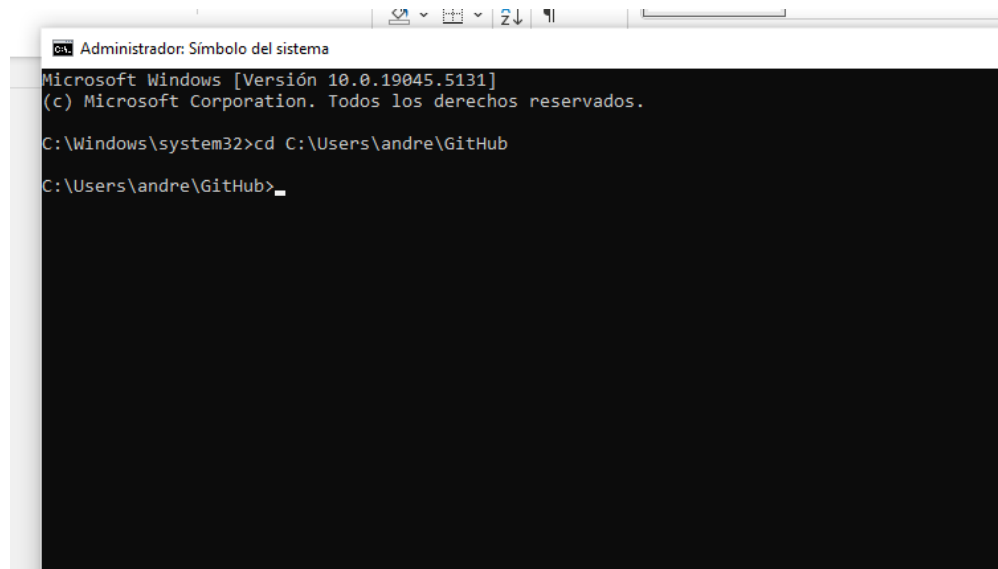 Administrador: Símbolo del sistema
Microsoft Windows [Versión 10.0.19045.5131]
(c) Microsoft Corporation. Todos los derechos reservados.
C:\Windows\system32>cd C:\Users\andre\GitHub
C:\Users\andre\GitHub>